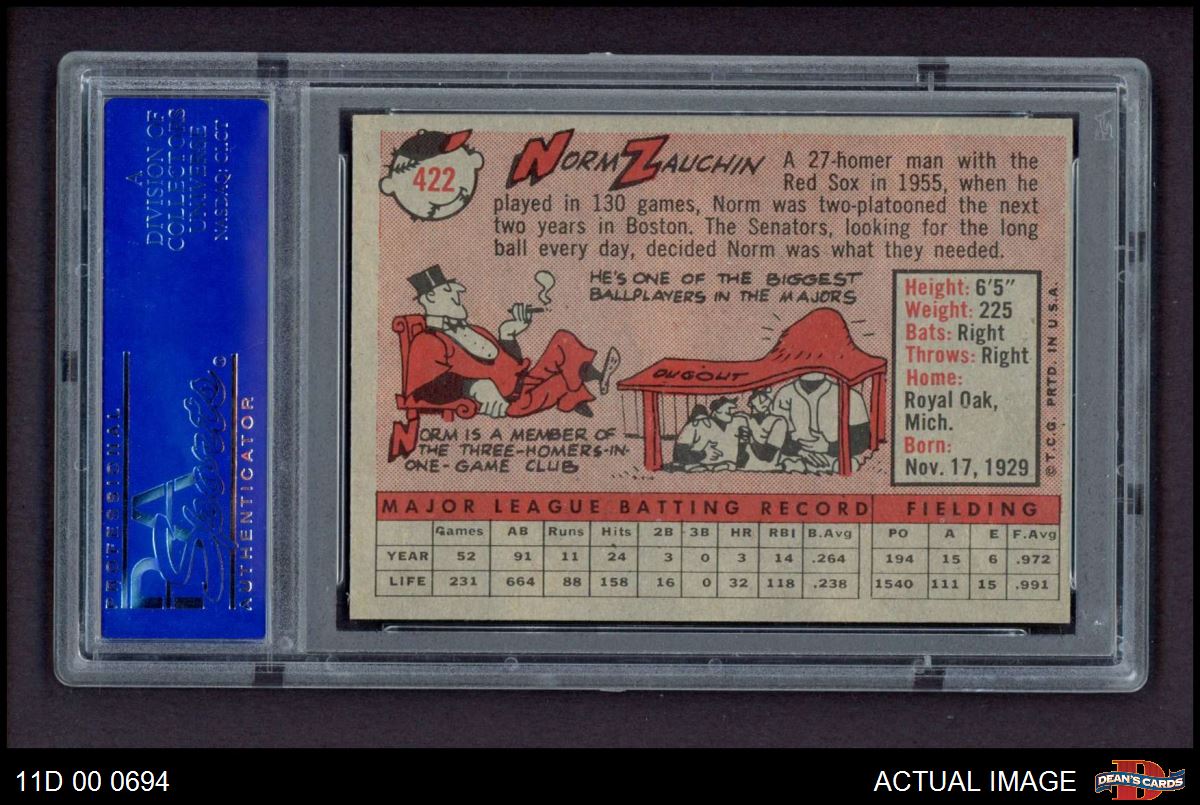 A
DIVISION OF
COLLECTORS
UNIVERSE
NASDAQ: CLCT
PROFESSIONAL
PSA
Sports
AUTHENTICATOR
422
NORM ZAUCHIN
A 27-homer man with the
Red Sox in 1955, when he
played in 130 games, Norm was two-platooned the next
two years in Boston. The Senators, looking for the long
ball every day, decided Norm was what they needed.
HE'S ONE OF THE BIGGEST
BALLPLAYERS IN THE MAJORS
DUGOUT
NORM IS A MEMBER OF
THE THREE-HOMERS-IN-
ONE-GAME CLUB
Height: 6'5"
Weight: 225
Bats: Right
Throws: Right
Home:
Royal Oak,
Mich.
Born:
Nov. 17, 1929
© T.C.G. PRTD. IN U.S.A.
MAJOR LEAGUE BATTING RECORD FIELDING
Games AB Runs Hits 2B 3B HR RBI B.Avg PO A E F.Avg
YEAR 52 91 11 24 3 0 3 14 .264 194 15 6 .972
LIFE 231 664 88 158 16 0 32 118 .238 1540 111 15 .991
11D 00 0694
ACTUAL IMAGE
DEAN'S CARDS